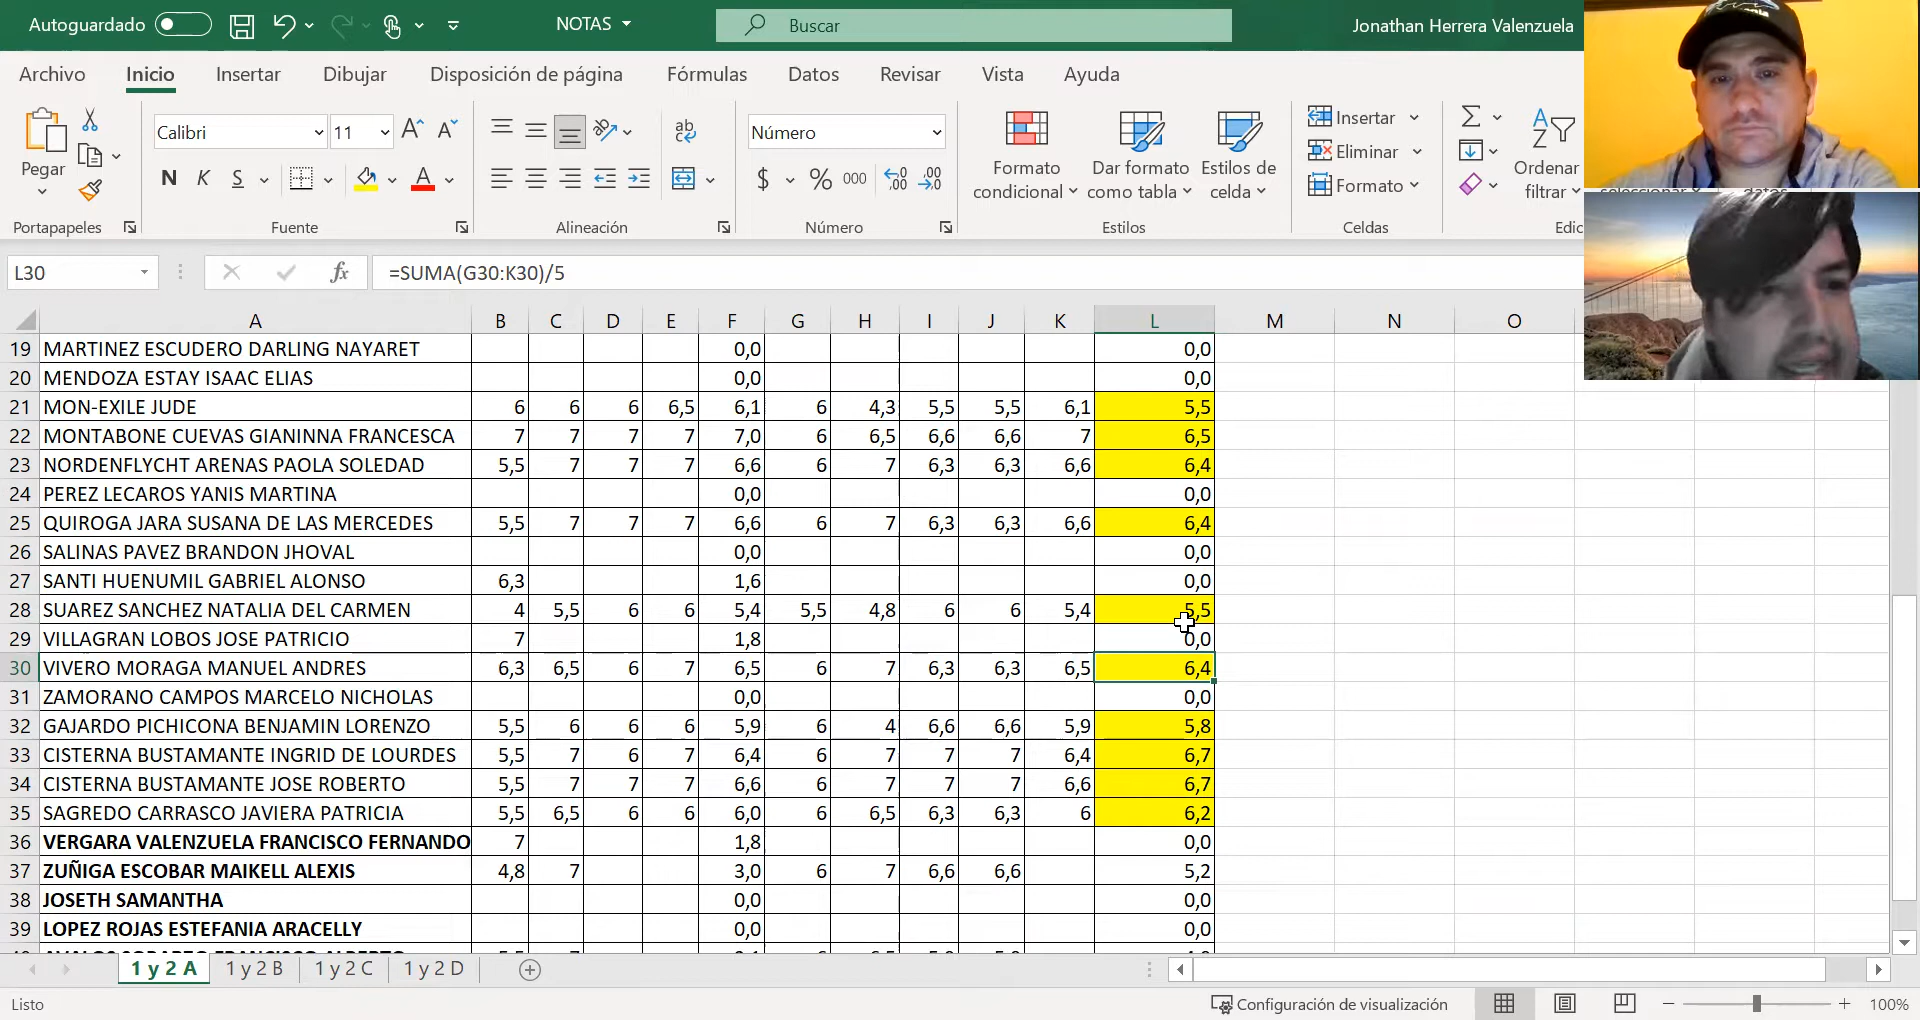 Autoguardado NOTAS Buscar Jonathan Herrera Valenzuela
Archivo Inicio Insertar Dibujar Disposición de página Fórmulas Datos Revisar Vista Ayuda
Pegar
Calibri 11
N K S
ab
c
Número
$ % 000
Formato condicional
Dar formato como tabla
Estilos de celda
Insertar
Eliminar
Formato
Ordenar filtrar
Portapapeles Fuente Alineación Número Estilos Celdas Edic
L30 fx =SUMA(G30:K30)/5
A B C D E F G H I J K L M N O
19 MARTINEZ ESCUDERO DARLING NAYARET 0,0 0,0
20 MENDOZA ESTAY ISAAC ELIAS 0,0 0,0
21 MON-EXILE JUDE 6 6 6 6,5 6,1 6 4,3 5,5 5,5 6,1 5,5
22 MONTABONE CUEVAS GIANINNA FRANCESCA 7 7 7 7 7,0 6 6,5 6,6 6,6 7 6,5
23 NORDENFLYCHT ARENAS PAOLA SOLEDAD 5,5 7 7 7 6,6 6 7 6,3 6,3 6,6 6,4
24 PEREZ LECAROS YANIS MARTINA 0,0 0,0
25 QUIROGA JARA SUSANA DE LAS MERCEDES 5,5 7 7 7 6,6 6 7 6,3 6,3 6,6 6,4
26 SALINAS PAVEZ BRANDON JHOVAL 0,0 0,0
27 SANTI HUENUMIL GABRIEL ALONSO 6,3 1,6 0,0
28 SUAREZ SANCHEZ NATALIA DEL CARMEN 4 5,5 6 6 5,4 5,5 4,8 6 6 5,4 5,5
29 VILLAGRAN LOBOS JOSE PATRICIO 7 1,8 0,0
30 VIVERO MORAGA MANUEL ANDRES 6,3 6,5 6 7 6,5 6 7 6,3 6,3 6,5 6,4
31 ZAMORANO CAMPOS MARCELO NICHOLAS 0,0 0,0
32 GAJARDO PICHICONA BENJAMIN LORENZO 5,5 6 6 6 5,9 6 4 6,6 6,6 5,9 5,8
33 CISTERNA BUSTAMANTE INGRID DE LOURDES 5,5 7 6 7 6,4 6 7 7 7 6,4 6,7
34 CISTERNA BUSTAMANTE JOSE ROBERTO 5,5 7 7 7 6,6 6 7 7 7 6,6 6,7
35 SAGREDO CARRASCO JAVIERA PATRICIA 5,5 6,5 6 6 6,0 6 6,5 6,3 6,3 6 6,2
36 VERGARA VALENZUELA FRANCISCO FERNANDO 7 1,8 0,0
37 ZUÑIGA ESCOBAR MAIKELL ALEXIS 4,8 7 3,0 6 7 6,6 6,6 5,2
38 JOSETH SAMANTHA 0,0 0,0
39 LOPEZ ROJAS ESTEFANIA ARACELLY 0,0 0,0
1 y 2 A 1 y 2 B 1 y 2 C 1 y 2 D
Listo Configuración de visualización 100%